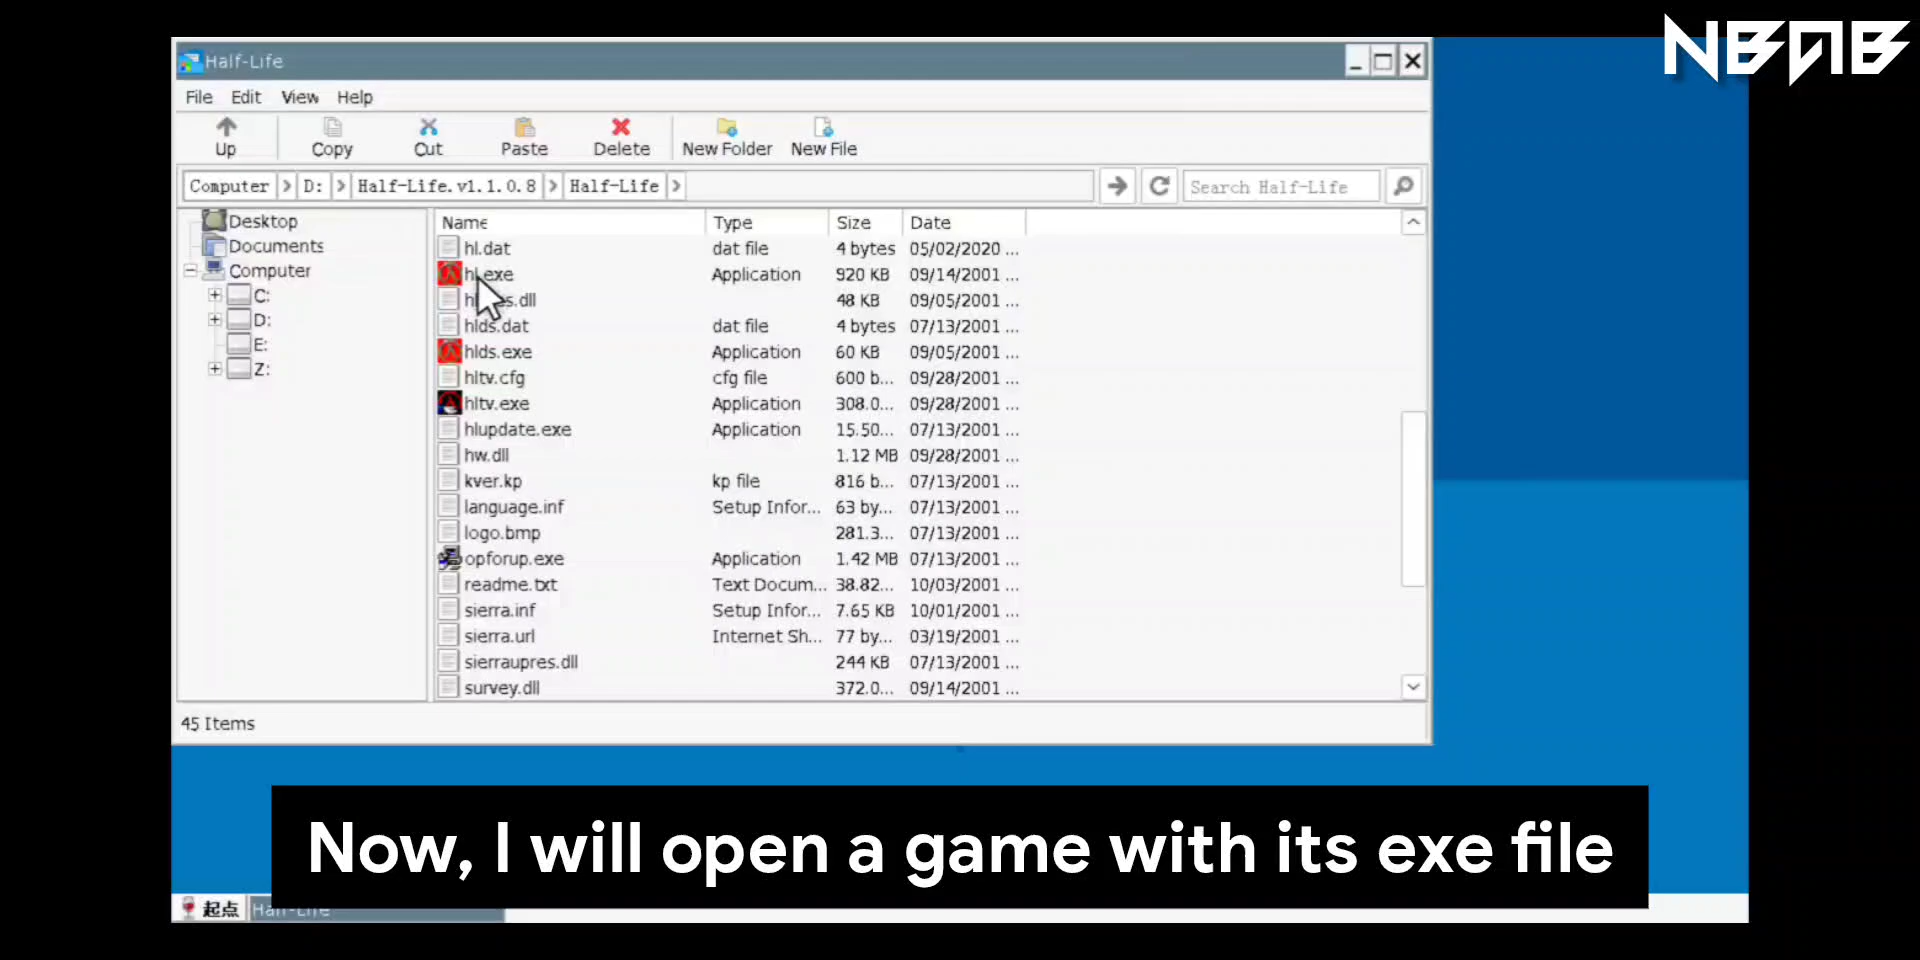 NBAB
Half-Life
File Edit View Help
Up Copy Cut Paste Delete New Folder New File
Computer > D: > Half-Life.v1.1.0.8 > Half-Life > Search Half-Life
Desktop
Documents
Computer
C:
D:
E:
Z:
Name Type Size Date
hl.dat dat file 4 bytes 05/02/2020 ...
hl.exe Application 920 KB 09/14/2001 ...
48 KB 09/05/2001 ...
hlds.dat dat file 4 bytes 07/13/2001 ...
hlds.exe Application 60 KB 09/05/2001 ...
hltv.cfg cfg file 600 b... 09/28/2001 ...
hltv.exe Application 308.0... 09/28/2001 ...
hlupdate.exe Application 15.50... 07/13/2001 ...
hw.dll 1.12 MB 09/28/2001 ...
kver.kp kp file 816 b... 07/13/2001 ...
language.inf Setup Infor... 63 by... 07/13/2001 ...
logo.bmp 281.3... 07/13/2001 ...
opforup.exe Application 1.42 MB 07/13/2001 ...
readme.txt Text Docum... 38.82... 10/03/2001 ...
sierra.inf Setup Infor... 7.65 KB 10/01/2001 ...
sierra.url Internet Sh... 77 by... 03/19/2001 ...
sierraupres.dll 244 KB 07/13/2001 ...
survey.dll 372.0... 09/14/2001 ...
45 Items
Now, I will open a game with its exe file
起点 Half-Life